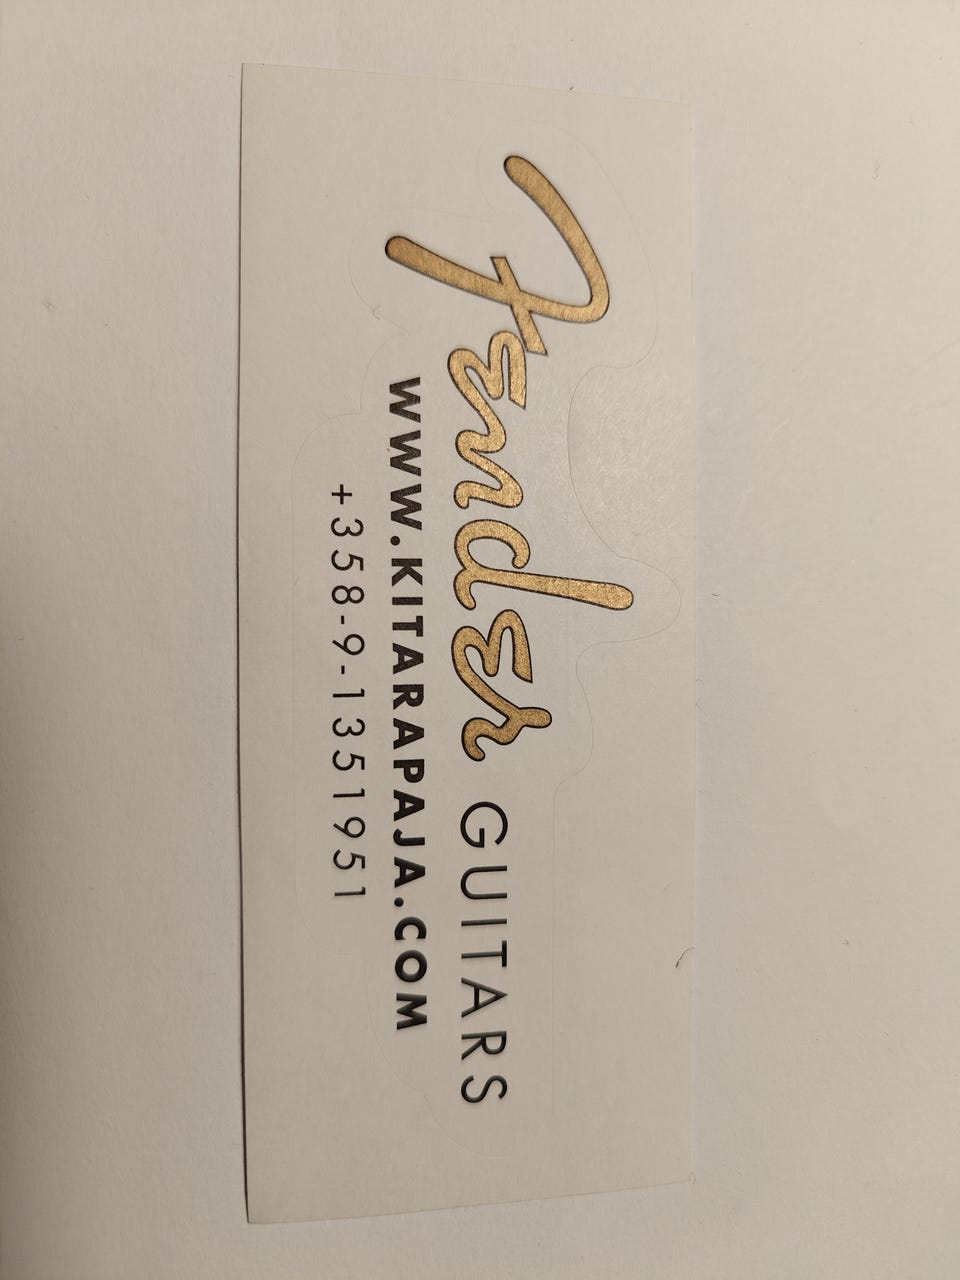 Fender GUITARS
WWW.KITARAPAJA.COM
+358-9-1351951